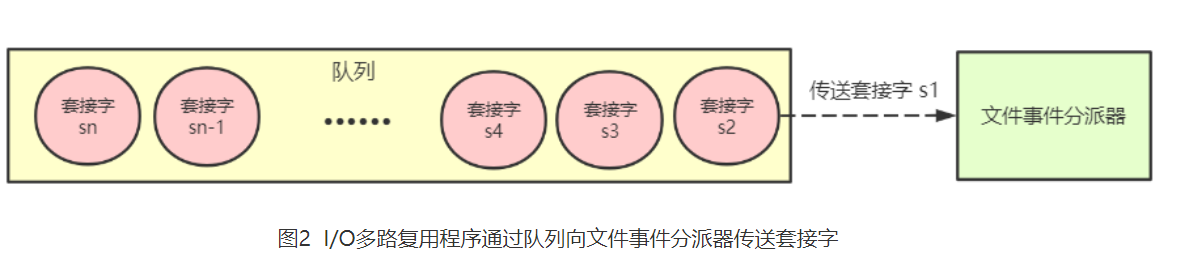 队列
套接字
sn
套接字
sn-1
······
套接字
s4
套接字
s3
套接字
s2
传送套接字 s1
文件事件分派器
图2 I/O多路复用程序通过队列向文件事件分派器传送套接字